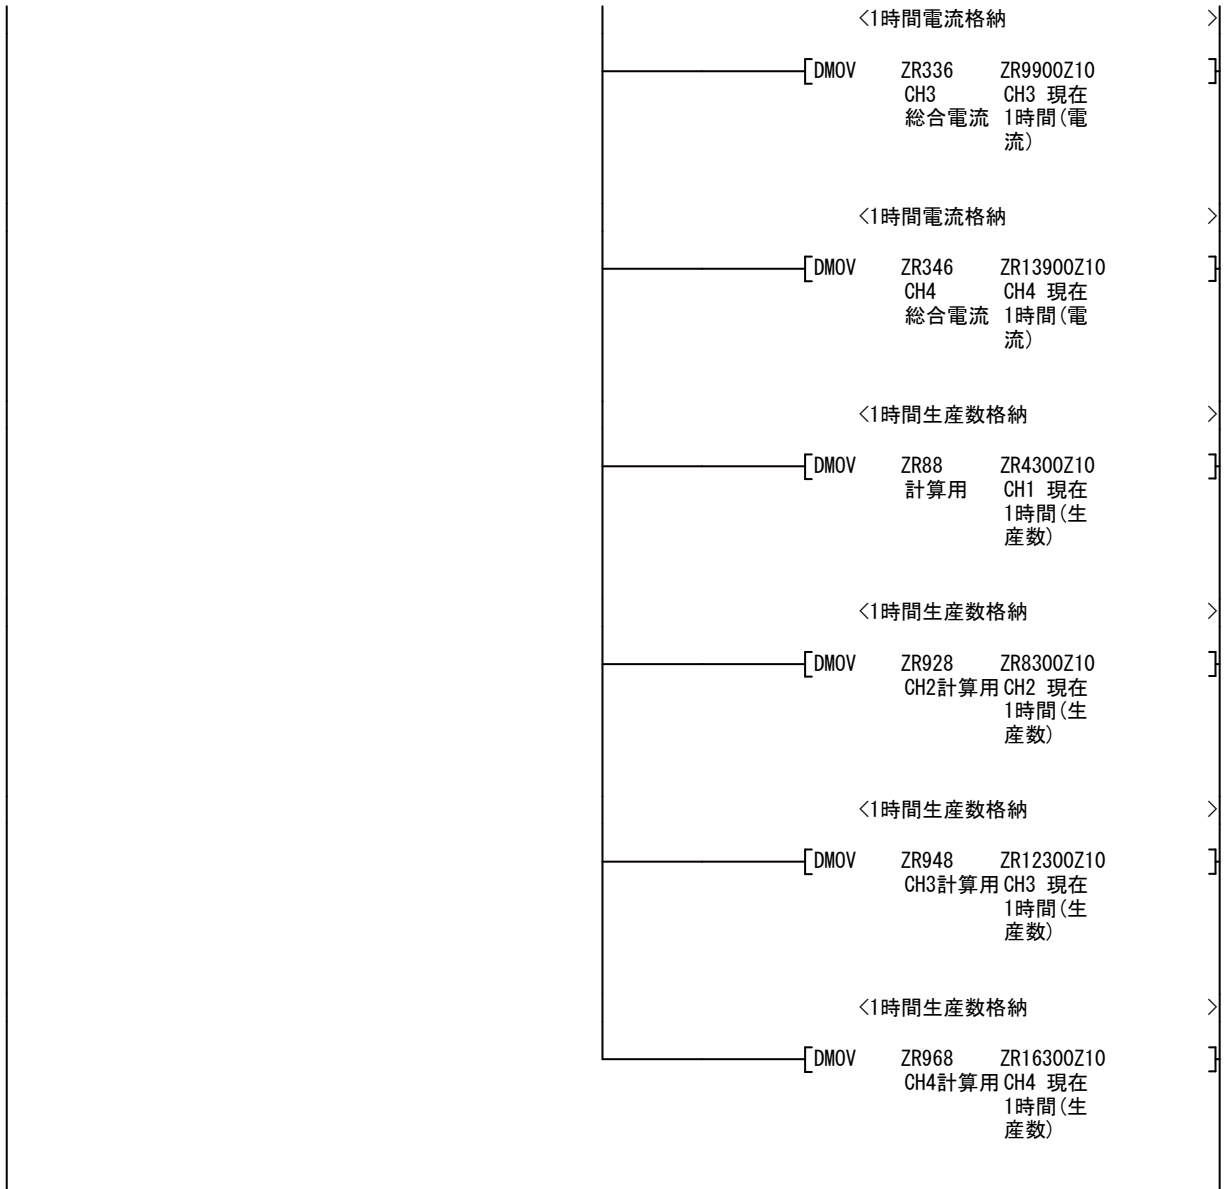 <1時間電流格納 >
[DMOV ZR336 ZR9900Z10 ]
CH3 CH3 現在
総合電流 1時間(電
流)
<1時間電流格納 >
[DMOV ZR346 ZR13900Z10 ]
CH4 CH4 現在
総合電流 1時間(電
流)
<1時間生産数格納 >
[DMOV ZR88 ZR4300Z10 ]
計算用 CH1 現在
1時間(生
産数)
<1時間生産数格納 >
[DMOV ZR928 ZR8300Z10 ]
CH2計算用 CH2 現在
1時間(生
産数)
<1時間生産数格納 >
[DMOV ZR948 ZR12300Z10 ]
CH3計算用 CH3 現在
1時間(生
産数)
<1時間生産数格納 >
[DMOV ZR968 ZR16300Z10 ]
CH4計算用 CH4 現在
1時間(生
産数)